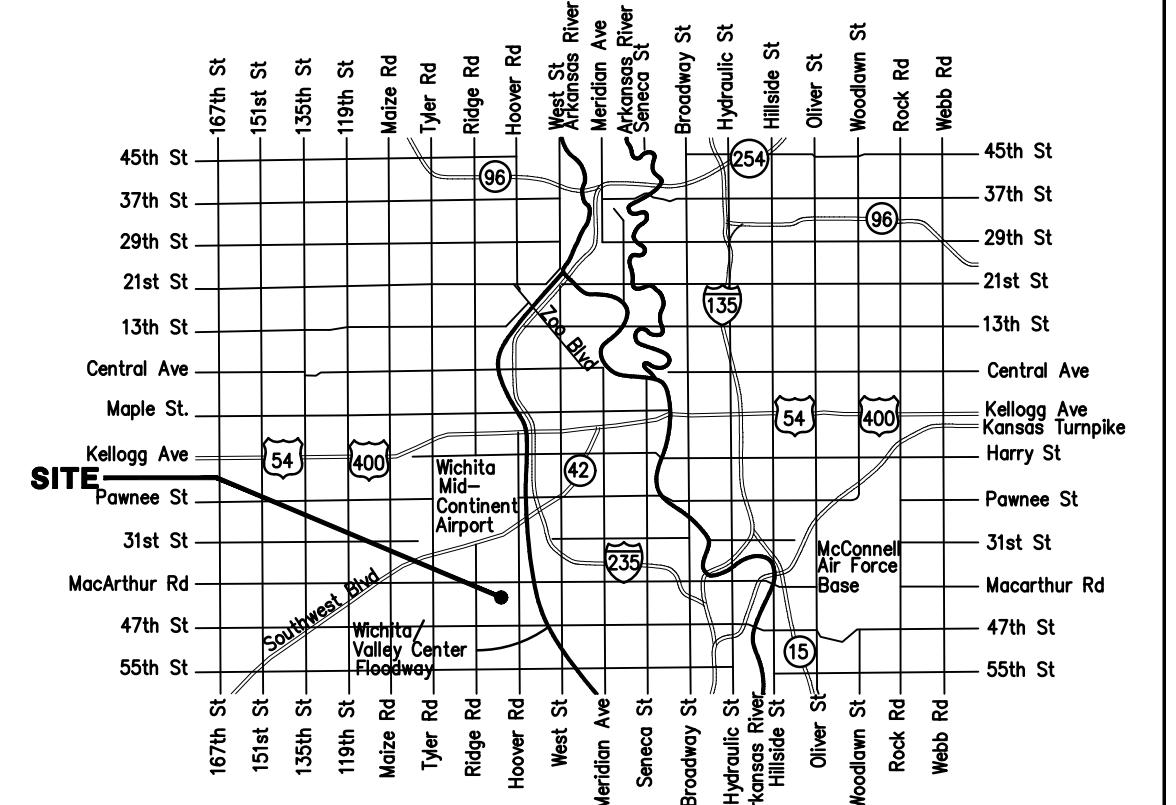 167th St
151st St
135th St
119th St
Maize Rd
Tyler Rd
Ridge Rd
Hoover Rd
West St
Arkansas River
Meridian Ave
Arkansas River
Seneca St
Broadway St
Hydraulic St
Hillside St
Oliver St
Woodlawn St
Rock Rd
Webb Rd
45th St
254
45th St
96
37th St
37th St
96
29th St
29th St
21st St
21st St
135
13th St
Zoo Blvd
13th St
Central Ave
Central Ave
Maple St.
54
400
Kellogg Ave
Kansas Turnpike
Kellogg Ave
54
400
Harry St
SITE
Wichita
Mid-
Continent
Airport
42
Pawnee St
Pawnee St
31st St
235
31st St
McConnell
Air Force
Base
MacArthur Rd
Macarthur Rd
Southwest Blvd
47th St
Wichita/
Valley Center
Floodway
47th St
15
55th St
55th St
167th St
151st St
135th St
119th St
Maize Rd
Tyler Rd
Ridge Rd
Hoover Rd
West St
Meridian Ave
Seneca St
Broadway St
Hydraulic St
rkansas River
Hillside St
Oliver St
Woodlawn St
Rock Rd
Webb Rd